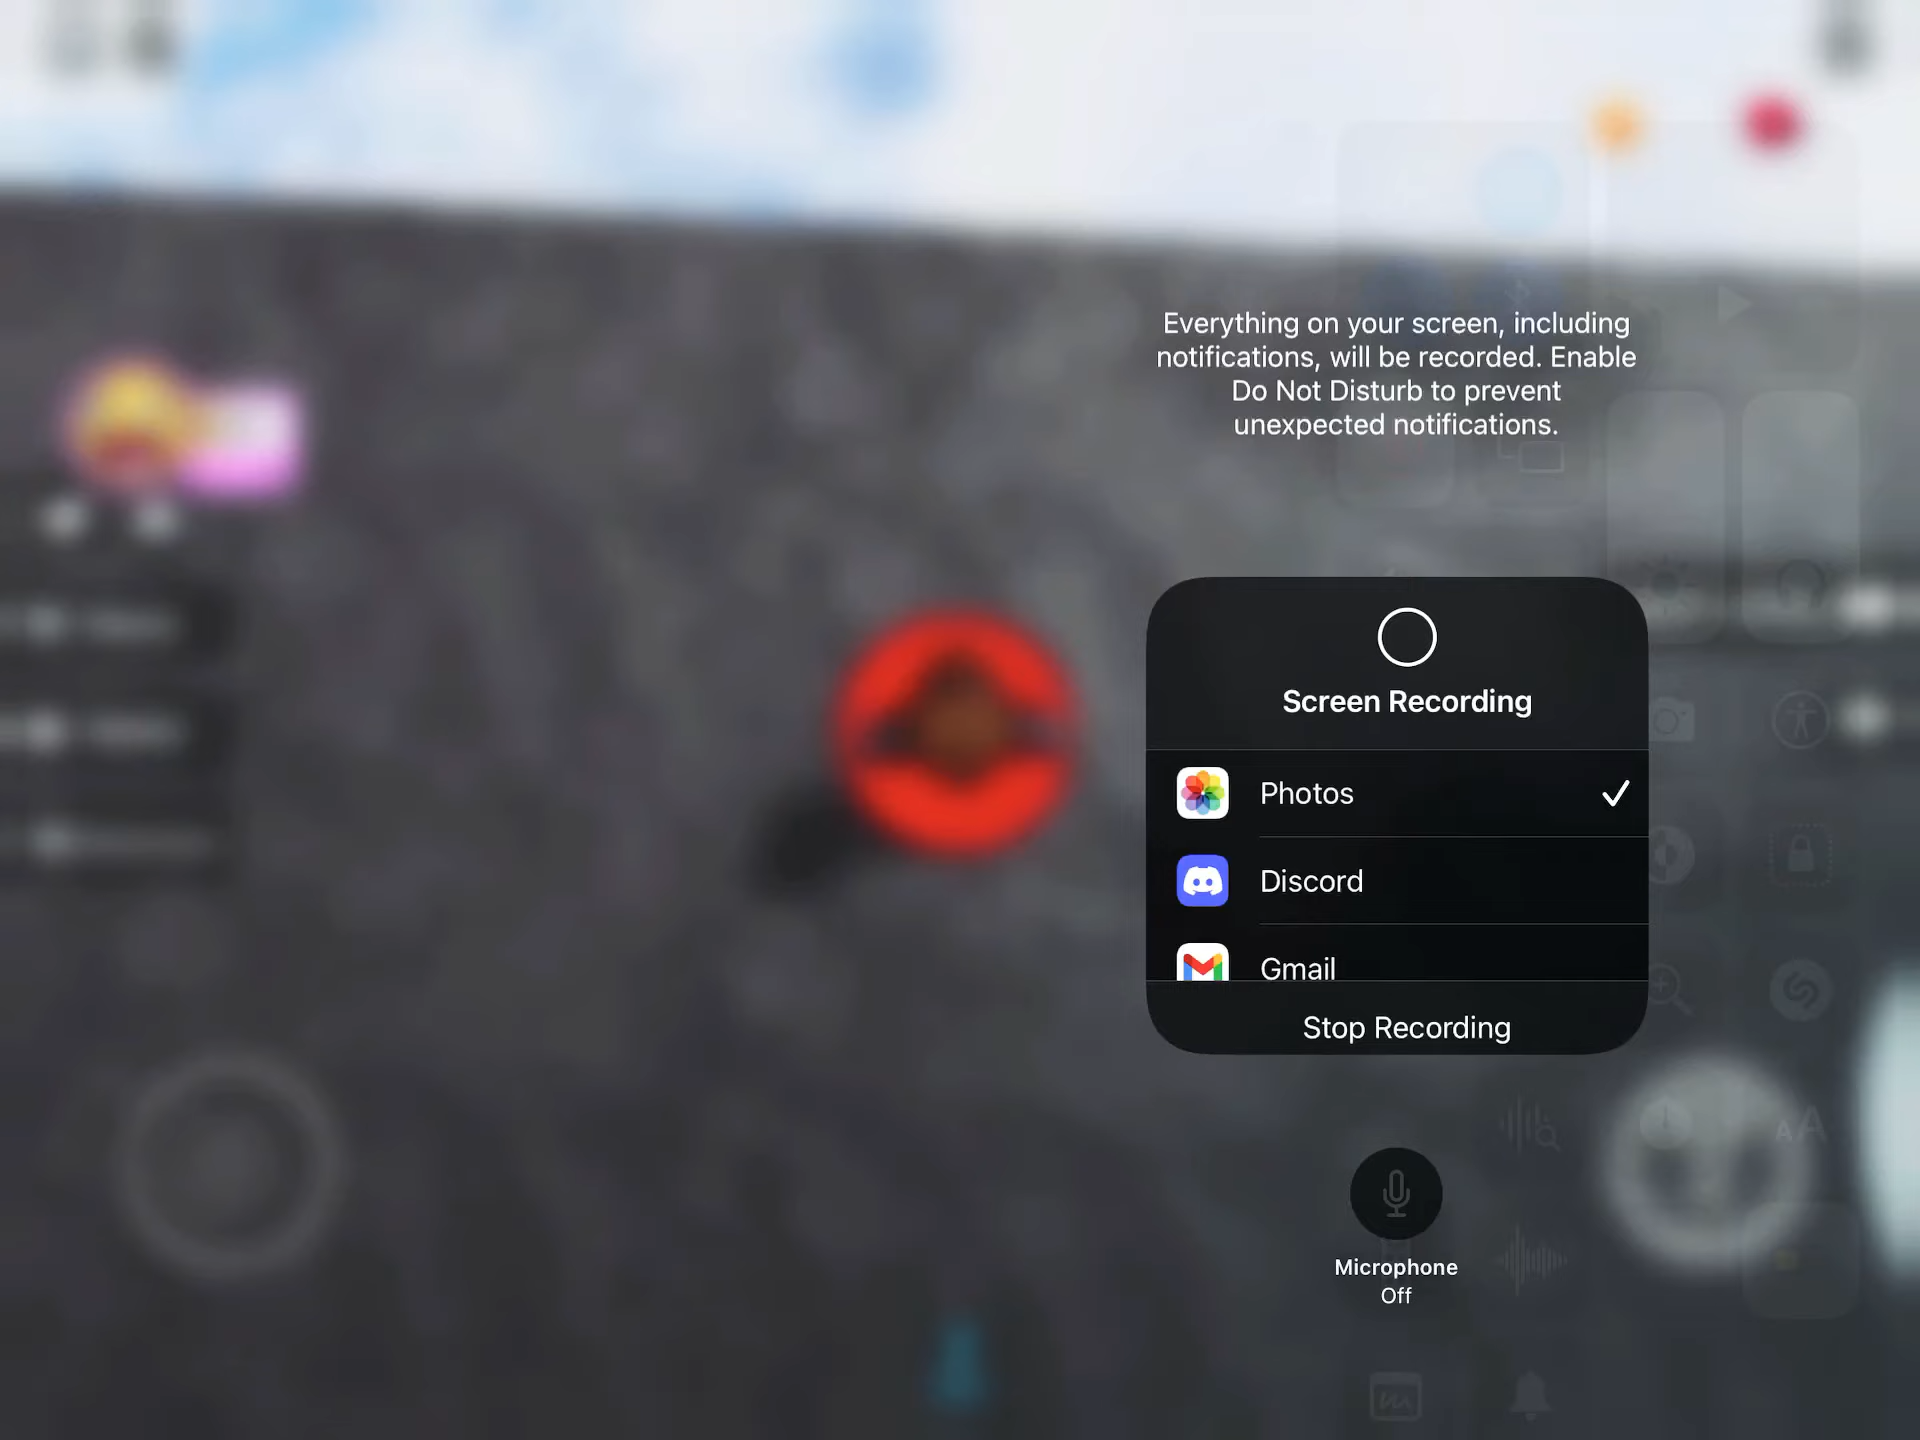 Everything on your screen, including
notifications, will be recorded. Enable
Do Not Disturb to prevent
unexpected notifications.
Screen Recording
Photos
Discord
Gmail
Stop Recording
Microphone
Off
AA